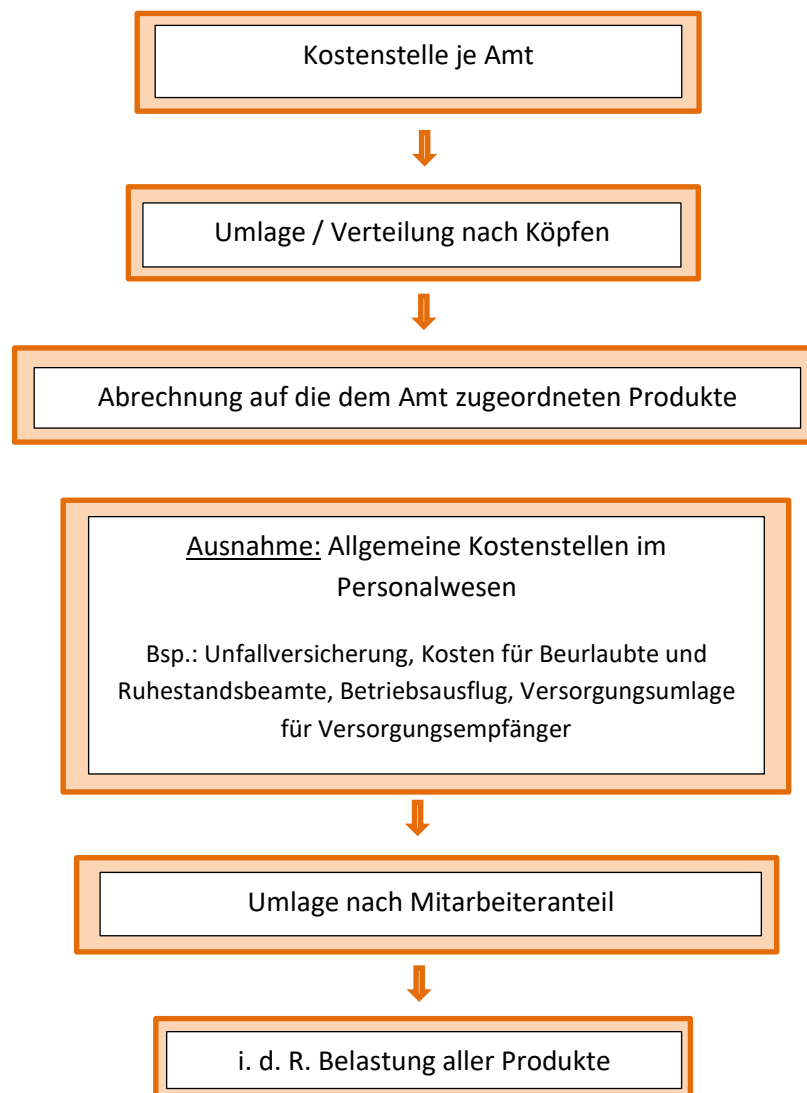 Kostenstelle je Amt
Umlage / Verteilung nach Köpfen
Abrechnung auf die dem Amt zugeordneten Produkte
Ausnahme: Allgemeine Kostenstellen im
Personalwesen
Bsp.: Unfallversicherung, Kosten für Beurlaubte und
Ruhestandsbeamte, Betriebsausflug, Versorgungsumlage
für Versorgungsempfänger
Umlage nach Mitarbeiteranteil
i. d. R. Belastung aller Produkte